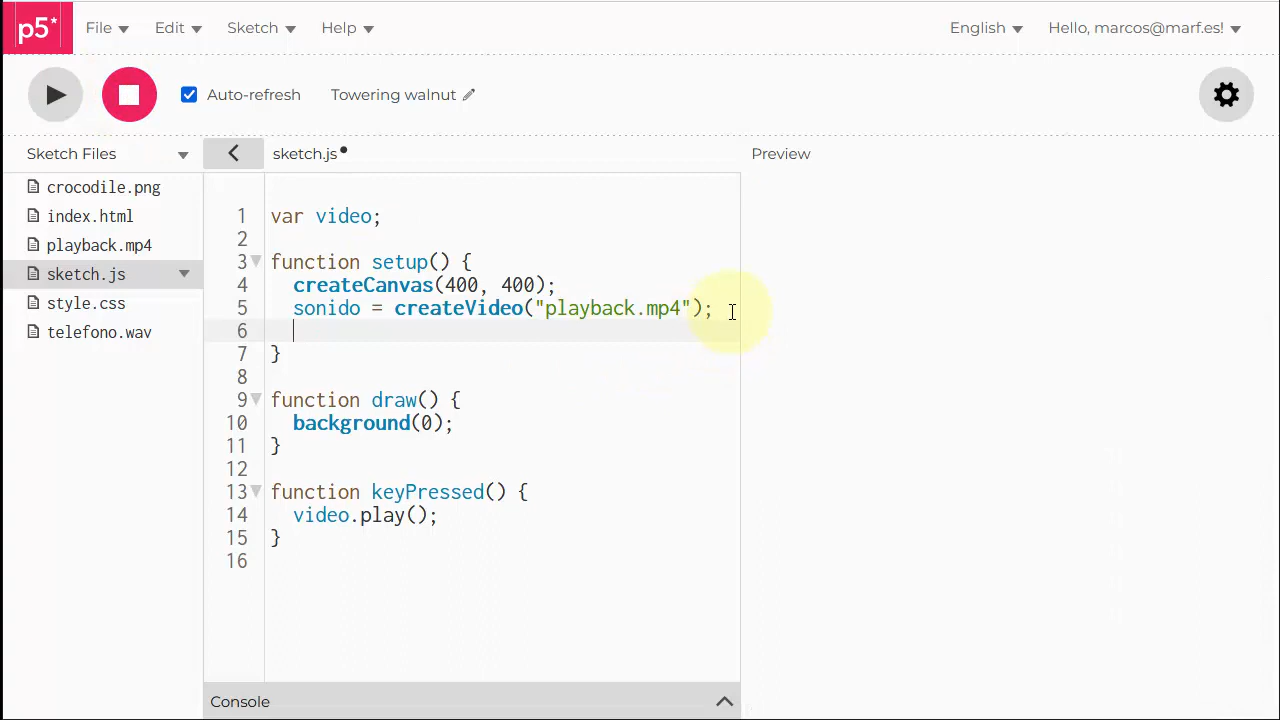 p5*
File Edit Sketch Help English Hello, marcos@marf.es!
Auto-refresh Towering walnut
Sketch Files
crocodile.png
index.html
playback.mp4
sketch.js
style.css
telefono.wav
sketch.js
1 var video;
2
3 function setup() {
4 createCanvas(400, 400);
5 sonido = createVideo("playback.mp4");
6
7 }
8
9 function draw() {
10 background(0);
11 }
12
13 function keyPressed() {
14 video.play();
15 }
16
Console
Preview